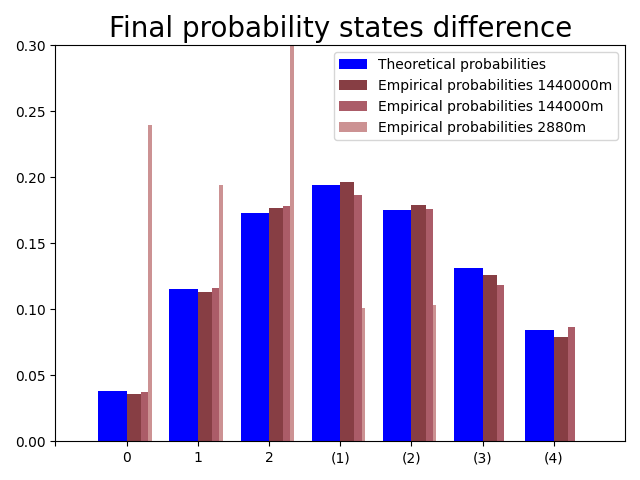 Final probability states difference
0.30
0.25
0.20
0.15
0.10
0.05
0.00
Theoretical probabilities
Empirical probabilities 1440000m
Empirical probabilities 144000m
Empirical probabilities 2880m
0 1 2 (1) (2) (3) (4)